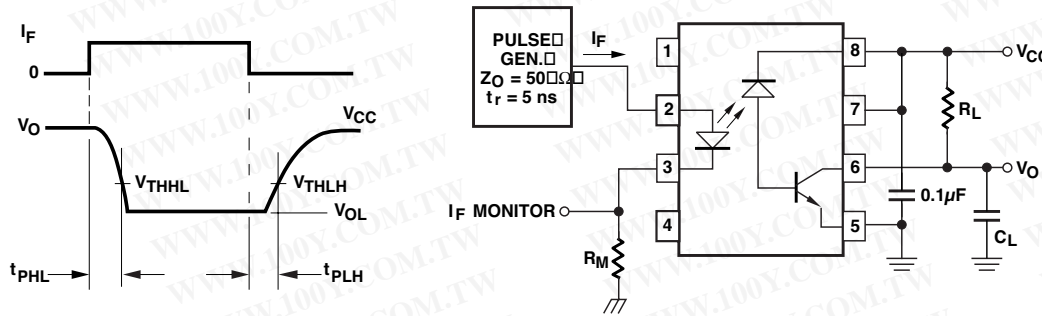 I_F
0
V_O
V_CC
V_THHL
V_THLH
V_OL
t_PHL
t_PLH
PULSE□
GEN.□
Z_O = 50□Ω□
t_r = 5 ns
I_F
1
2
3
4
8
7
6
5
V_CC
R_L
V_O
0.1µF
C_L
I_F MONITOR
R_M
WWW.100Y.COM.TW